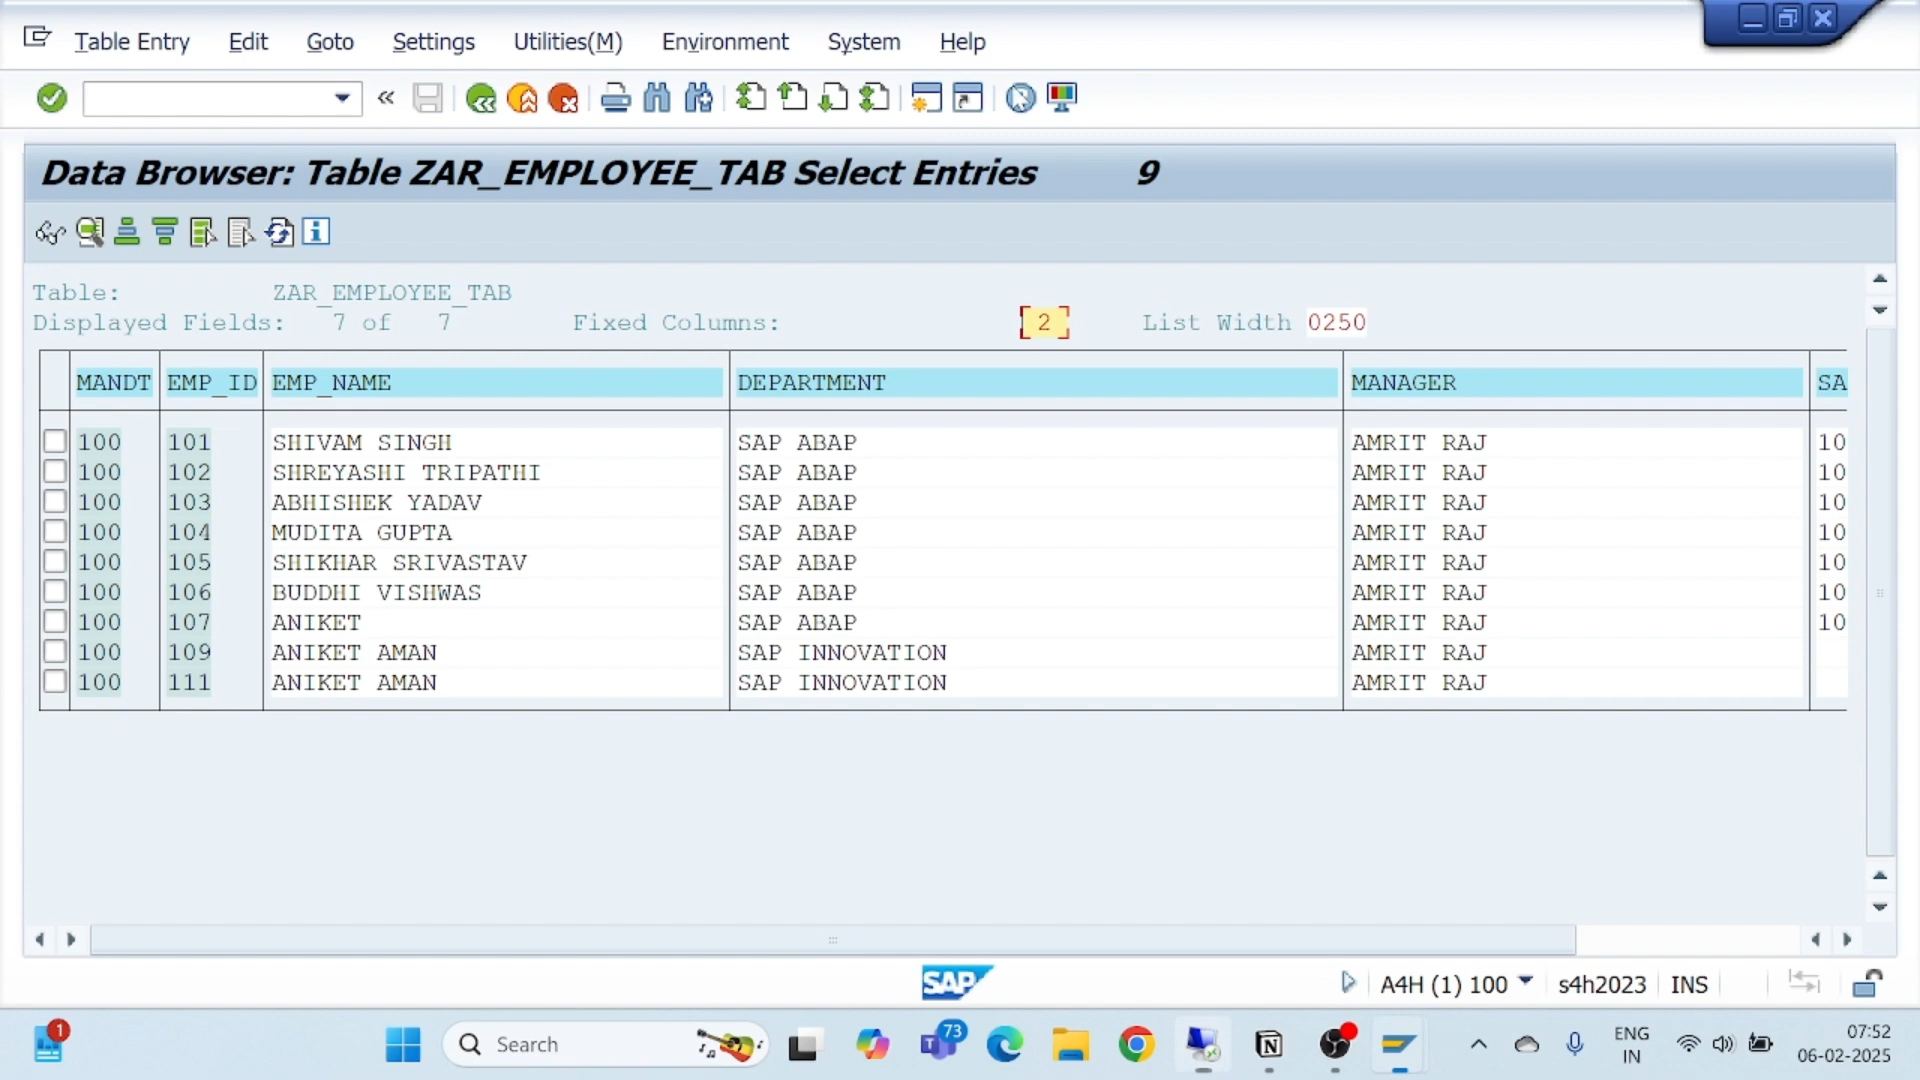 Table Entry Edit Goto Settings Utilities(M) Environment System Help
Data Browser: Table ZAR_EMPLOYEE_TAB Select Entries 9
Table: ZAR_EMPLOYEE_TAB
Displayed Fields: 7 of 7 Fixed Columns: 2 List Width 0250
MANDT EMP_ID EMP_NAME DEPARTMENT MANAGER SA
100 101 SHIVAM SINGH SAP ABAP AMRIT RAJ 10
100 102 SHREYASHI TRIPATHI SAP ABAP AMRIT RAJ 10
100 103 ABHISHEK YADAV SAP ABAP AMRIT RAJ 10
100 104 MUDITA GUPTA SAP ABAP AMRIT RAJ 10
100 105 SHIKHAR SRIVASTAV SAP ABAP AMRIT RAJ 10
100 106 BUDDHI VISHWAS SAP ABAP AMRIT RAJ 10
100 107 ANIKET SAP ABAP AMRIT RAJ 10
100 109 ANIKET AMAN SAP INNOVATION AMRIT RAJ
100 111 ANIKET AMAN SAP INNOVATION AMRIT RAJ
SAP A4H (1) 100 s4h2023 INS
1 Search 73 ENG 07:52
IN 06-02-2025